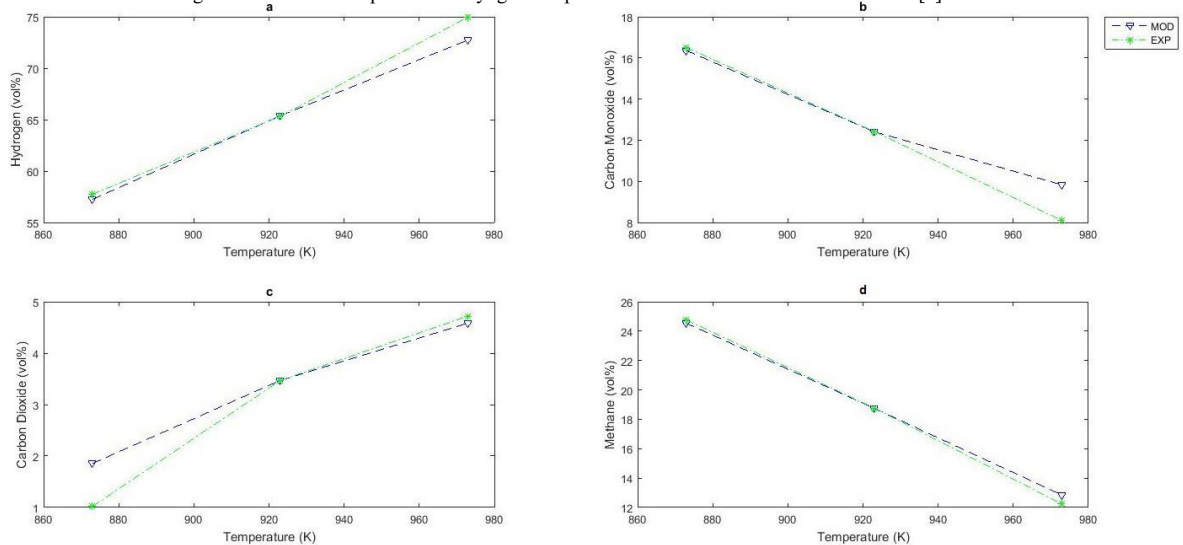 a
75
70
65
60
55
Hydrogen (vol%)
860 880 900 920 940 960 980
Temperature (K)
b
18
16
14
12
10
8
Carbon Monoxide (vol%)
860 880 900 920 940 960 980
Temperature (K)
MOD
EXP
c
5
4
3
2
1
Carbon Dioxide (vol%)
860 880 900 920 940 960 980
Temperature (K)
d
26
24
22
20
18
16
14
12
Methane (vol%)
860 880 900 920 940 960 980
Temperature (K)